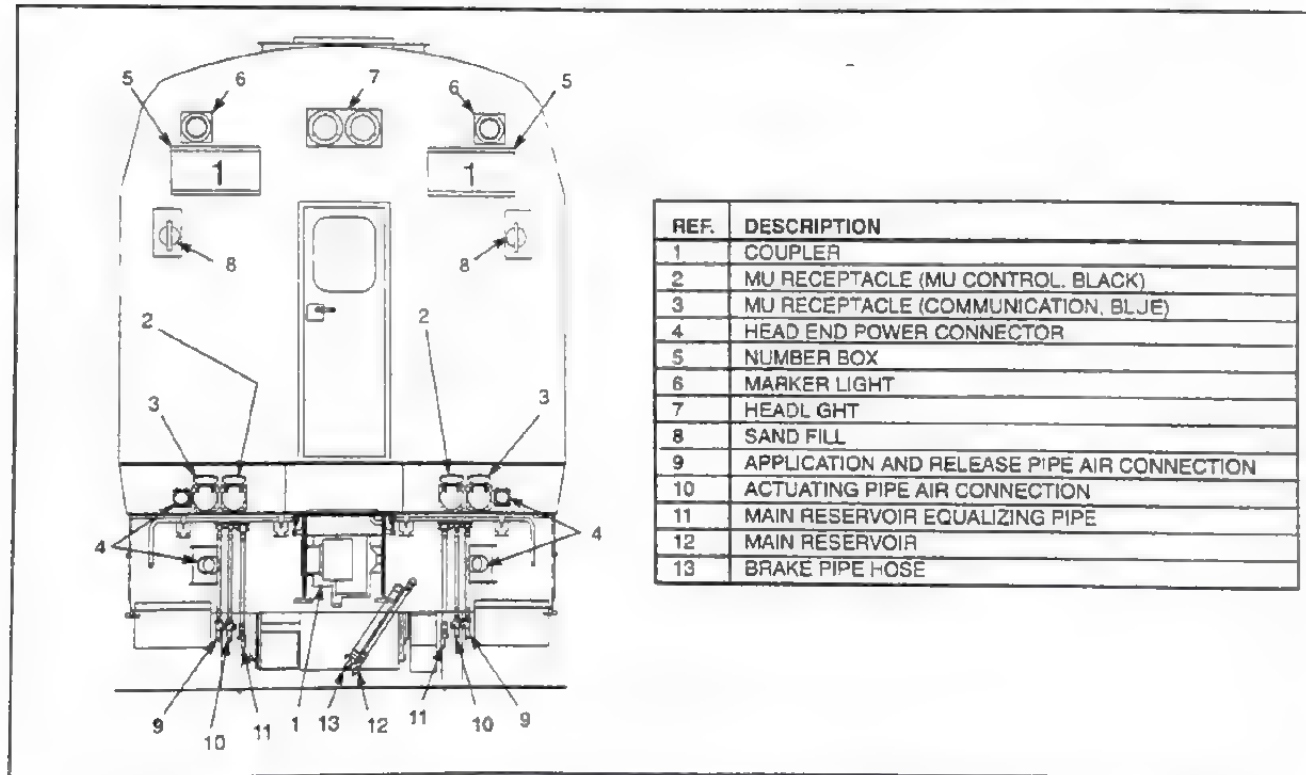 5 6 7 6 5
1 1
8 8
2 2
3 3
4 4
9 10 11 1 13 12 11 10 9
REF. DESCRIPTION
1 COUPLER
2 MU RECEPTACLE (MU CONTROL. BLACK)
3 MU RECEPTACLE (COMMUNICATION, BLJE)
4 HEAD END POWER CONNECTOR
5 NUMBER BOX
6 MARKER LIGHT
7 HEADL GHT
8 SAND FILL
9 APPLICATION AND RELEASE PIPE AIR CONNECTION
10 ACTUATING PIPE AIR CONNECTION
11 MAIN RESERVOIR EQUALIZING PIPE
12 MAIN RESERVOIR
13 BRAKE PIPE HOSE